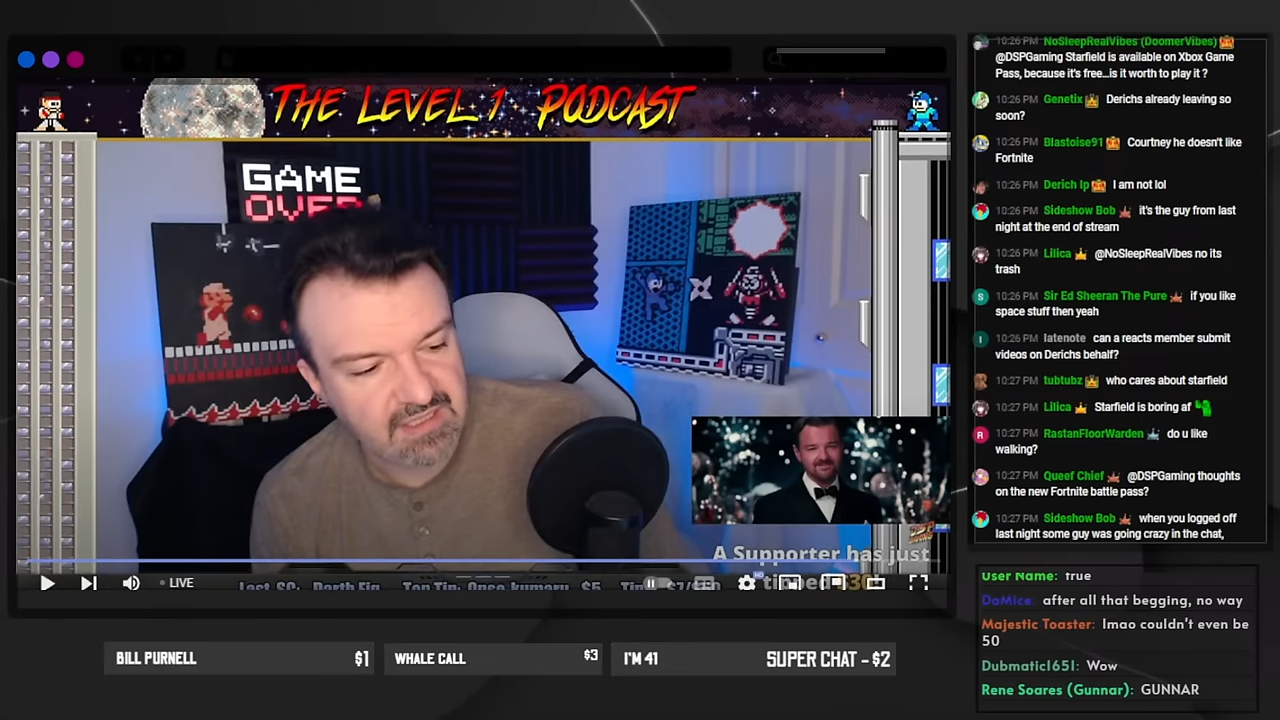 THE LEVEL 1 PODCAST
GAME
OVER
A Supporter has just
LIVE
BILL PURNELL
$1
WHALE CALL
$3
I'M 41
SUPER CHAT - $2
10:26 PM NoSleepRealVibes (DoomerVibes)
@DSPGaming Starfield is available on Xbox Game
Pass, because it's free...is it worth to play it ?
10:26 PM Genetix Derichs already leaving so
soon?
10:26 PM Blastoise91 Courtney he doesn't like
Fortnite
10:26 PM Derich Ip I am not lol
10:26 PM Sideshow Bob it's the guy from last
night at the end of stream
10:26 PM Lilica @NoSleepRealVibes no its
trash
10:26 PM Sir Ed Sheeran The Pure if you like
space stuff then yeah
10:26 PM latenote can a reacts member submit
videos on Derichs behalf?
10:27 PM tubtubz who cares about starfield
10:27 PM Lilica Starfield is boring af
10:27 PM RastanFloorWarden do u like
walking?
10:27 PM Queef Chief @DSPGaming thoughts
on the new Fortnite battle pass?
10:27 PM Sideshow Bob when you logged off
last night some guy was going crazy in the chat,
User Name: true
DaMice: after all that begging, no way
Majestic Toaster: lmao couldn't even be
50
Dubmatic1651: Wow
Rene Soares (Gunnar): GUNNAR